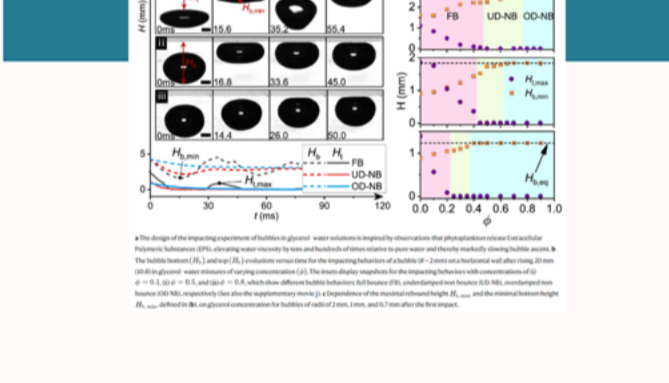 H (mm)
H_b,min
0ms 15.6 35.2 55.4
ii
0ms 16.8 33.6 45.0
iii
0ms 14.4 26.0 50.0
5
0
H_b,min
H_t,max
H_b H_t
FB
UD-NB
OD-NB
0 30 60 90 120
t (ms)
2
1
0
FB UD-NB OD-NB
2
1
0
H (mm)
H_t,max
H_b,min
1
0
H_b,eq
0.0 0.2 0.4 0.6 0.8 1.0
ϕ
a The design of the impacting experiment of bubbles in glycerol water solutions is inspired by observations that phytoplankton release Extracellular
Polymeric Substances (EPS), elevating water viscosity by tens and hundreds of times relative to pure water and thereby markedly slowing bubble ascent. b
The bubble bottom (H_b) and top (H_t) evolutions versus time for the impacting behaviors of a bubble (R~2 mm) on a horizontal wall after rising 20 mm
(10 R) in glycerol water mixtures of varying concentration (ϕ). The insets display snapshots for the impacting behaviors with concentrations of (i)
ϕ = 0.1, (ii) ϕ = 0.5, and (iii) ϕ = 0.8, which show different bubble behaviors: full bounce (FB), underdamped non bounce (UD NB), overdamped non
bounce (OD NB), respectively (See also the supplementary movie 3). c Dependence of the maximal rebound height H_t,max and the minimal bottom height
H_b,min defined in (b), on glycerol concentration for bubbles of radii of 2 mm, 1 mm, and 0.7 mm after the first impact.